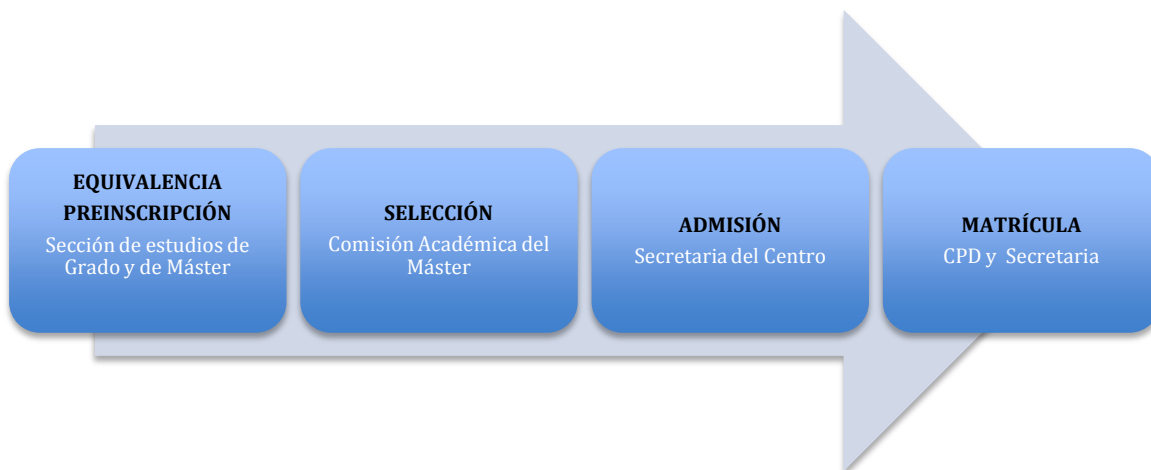 EQUIVALENCIA
PREINSCRIPCIÓN
Sección de estudios de
Grado y de Máster
SELECCIÓN
Comisión Académica del
Máster
ADMISIÓN
Secretaria del Centro
MATRÍCULA
CPD y Secretaria